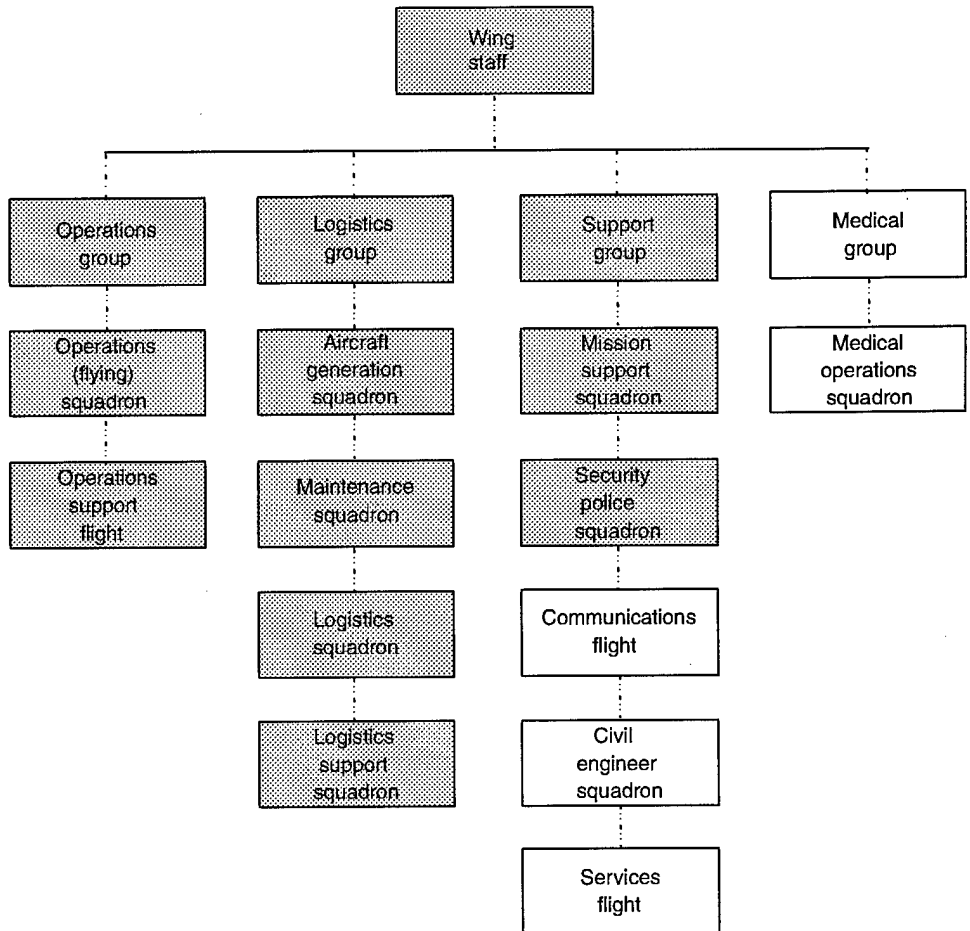 Wing
staff
Operations
group
Logistics
group
Support
group
Medical
group
Operations
(flying)
squadron
Aircraft
generation
squadron
Mission
support
squadron
Medical
operations
squadron
Operations
support
flight
Maintenance
squadron
Security
police
squadron
Logistics
squadron
Communications
flight
Logistics
support
squadron
Civil
engineer
squadron
Services
flight